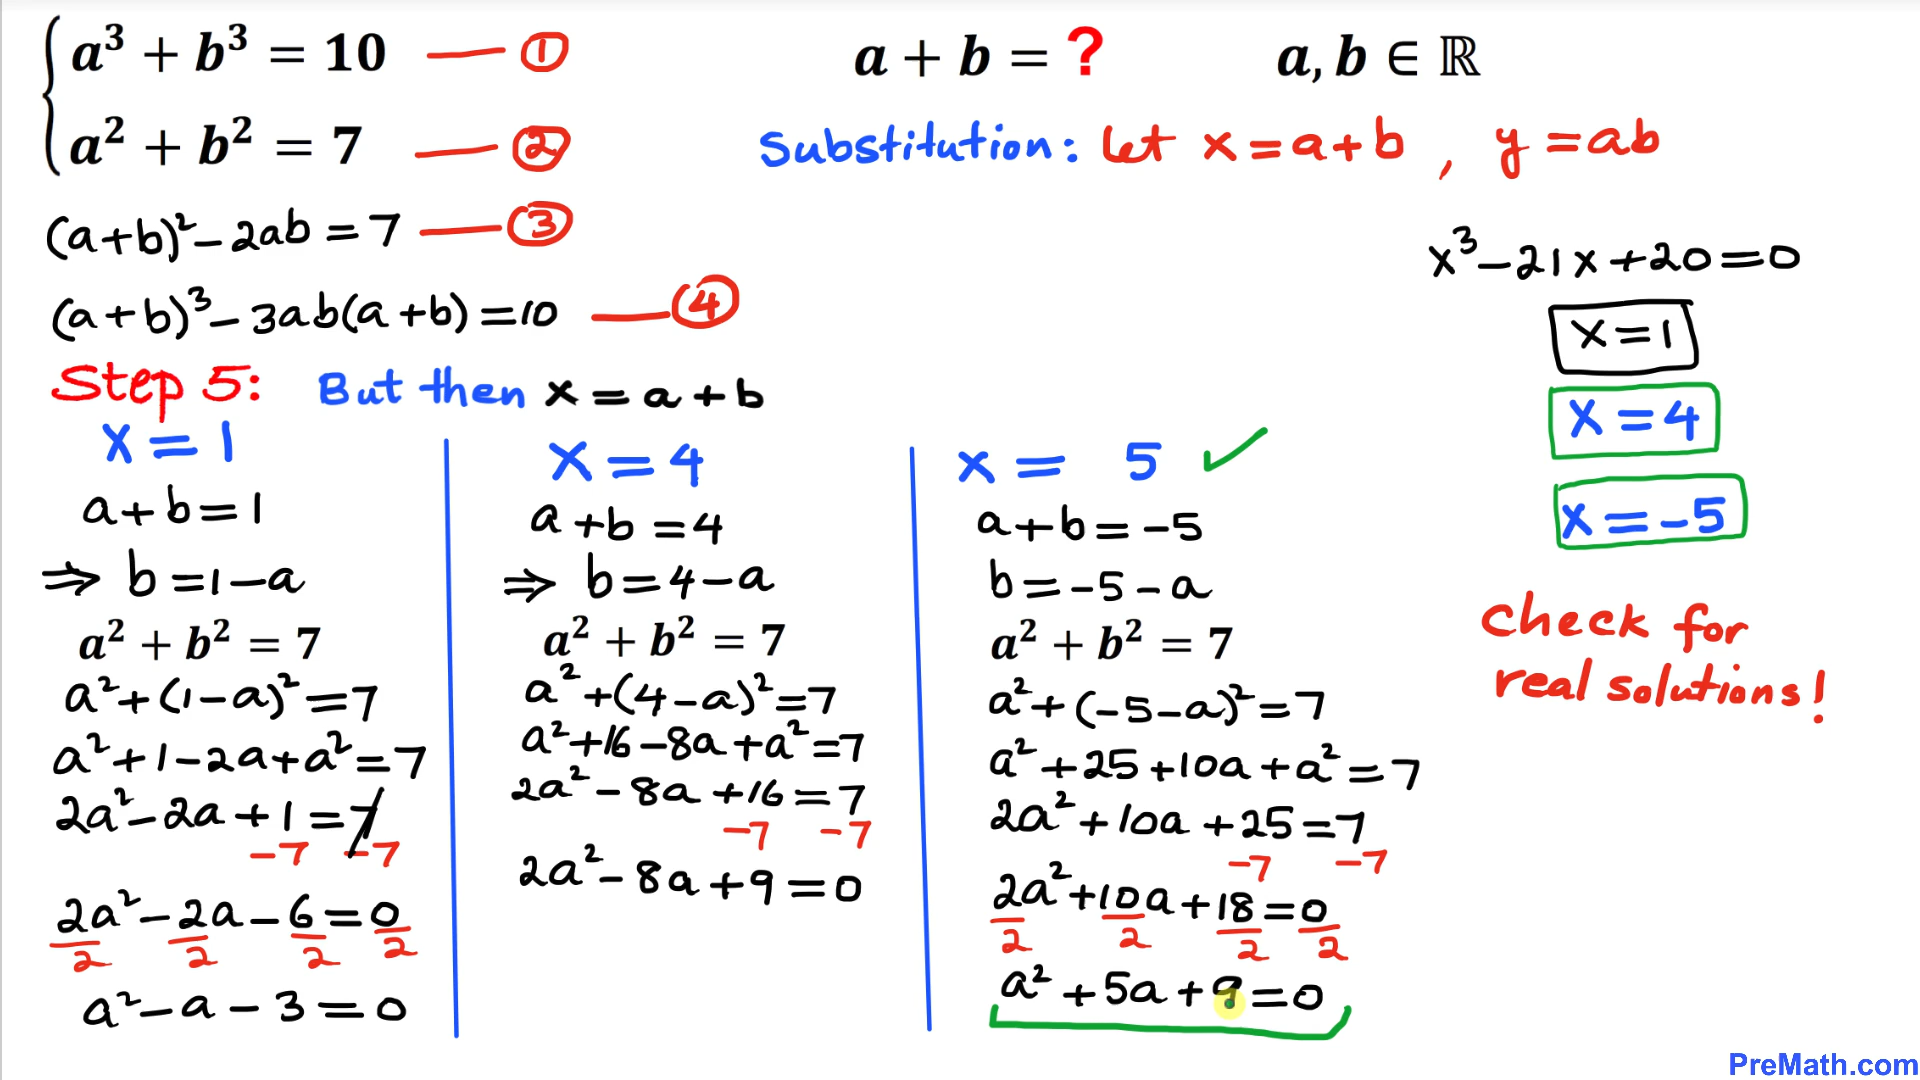 a³ + b³ = 10 — ①
a + b = ?
a, b ∈ ℝ
a² + b² = 7 — ②
Substitution: Let x = a + b , y = ab
(a+b)² - 2ab = 7 — ③
(a+b)³ - 3ab(a+b) = 10 — ④
x³ - 21x + 20 = 0
x = 1
x = 4
x = -5
check for
real solutions!
Step 5: But then x = a + b
x = 1
a + b = 1
⇒ b = 1 - a
a² + b² = 7
a² + (1 - a)² = 7
a² + 1 - 2a + a² = 7
2a² - 2a + 1 = 7
-7 -7
2a² - 2a - 6 = 0
2 2 2 2
a² - a - 3 = 0
x = 4
a + b = 4
⇒ b = 4 - a
a² + b² = 7
a² + (4 - a)² = 7
a² + 16 - 8a + a² = 7
2a² - 8a + 16 = 7
-7 -7
2a² - 8a + 9 = 0
x = 5 ✓
a + b = -5
b = -5 - a
a² + b² = 7
a² + (-5 - a)² = 7
a² + 25 + 10a + a² = 7
2a² + 10a + 25 = 7
-7 -7
2a² + 10a + 18 = 0
2 2 2 2
a² + 5a + 9 = 0
PreMath.com